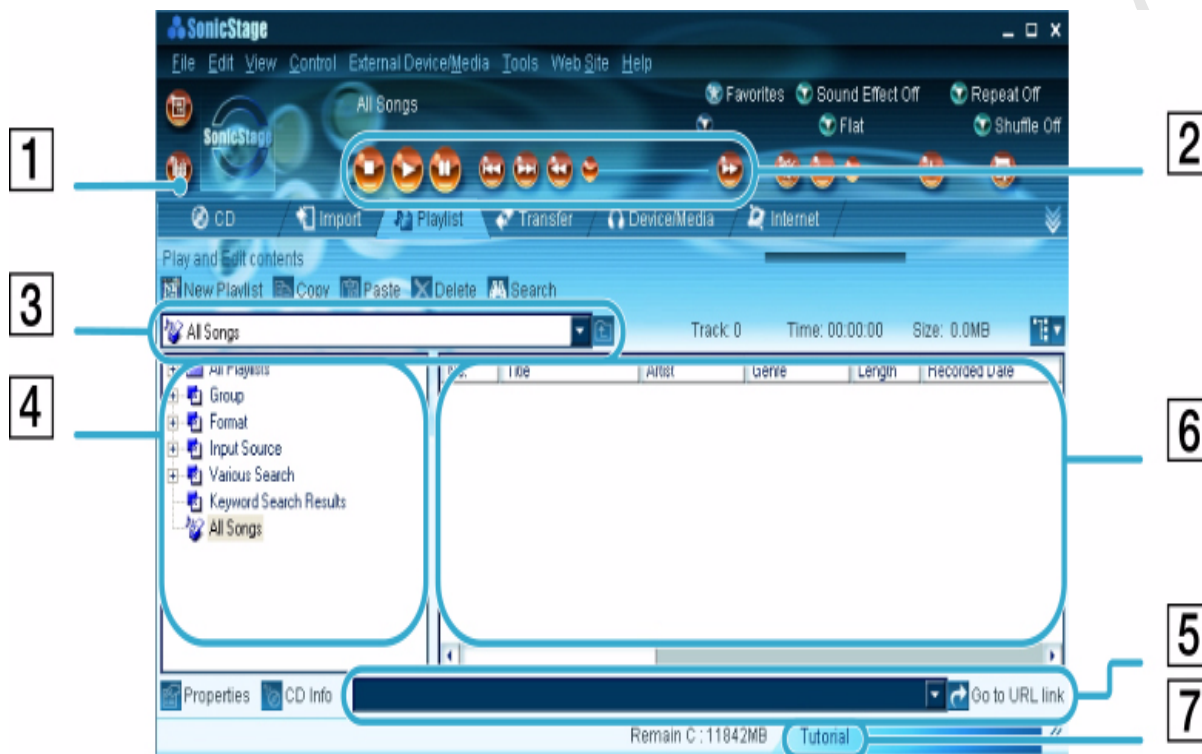 SonicStage
File Edit View Control External Device/Media Tools Web Site Help
All Songs
Favorites Sound Effect Off Repeat Off
Flat Shuffle Off
SonicStage
1
2
CD Import Playlist Transfer Device/Media Internet
Play and Edit contents
New Playlist Copy Paste Delete Search
3
All Songs Track: 0 Time: 00:00:00 Size: 0.0MB
All Playlists
No. Title Artist Genre Length Recorded Date
4
Group
6
Format
Input Source
Various Search
Keyword Search Results
All Songs
5
Properties CD Info Go to URL link
7
Remain C : 11842MB Tutorial